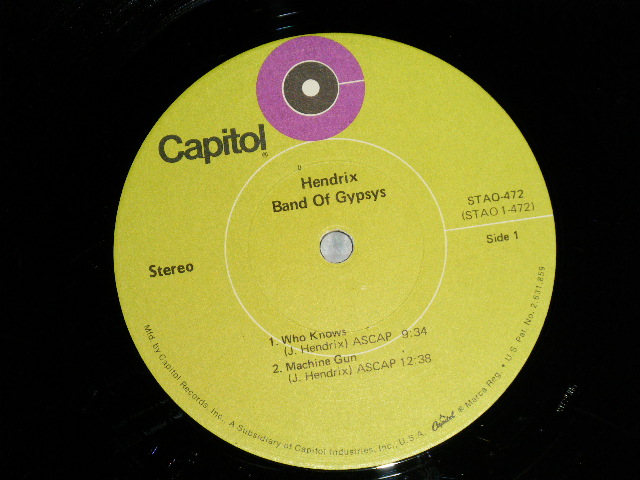 Capitol®
Hendrix
Band Of Gypsys
STAO-472
(STAO 1-472)
Side 1
Stereo
1. Who Knows
(J. Hendrix) ASCAP 9:34
2. Machine Gun
(J. Hendrix) ASCAP 12:38
Mfd. by Capitol Records, Inc., A Subsidiary of Capitol Industries, Inc., U.S.A. Capitol ® Marca Reg. • U.S. Pat. No. 2,631,859